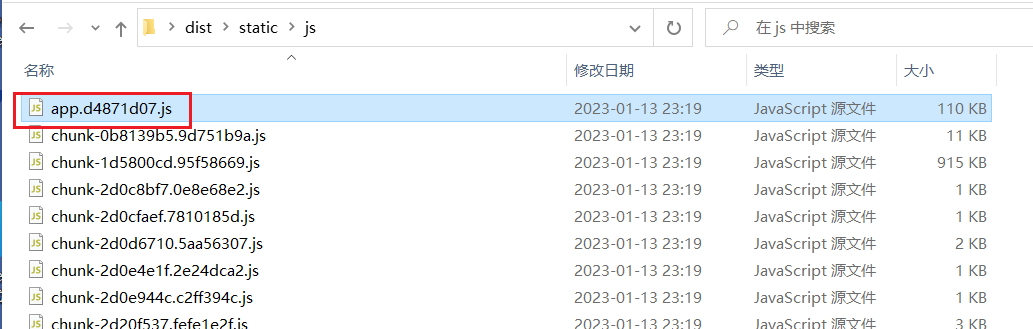 dist static js 在 js 中搜索
名称 修改日期 类型 大小
app.d4871d07.js 2023-01-13 23:19 JavaScript 源文件 110 KB
chunk-0b8139b5.9d751b9a.js 2023-01-13 23:19 JavaScript 源文件 11 KB
chunk-1d5800cd.95f58669.js 2023-01-13 23:19 JavaScript 源文件 915 KB
chunk-2d0c8bf7.0e8e68e2.js 2023-01-13 23:19 JavaScript 源文件 1 KB
chunk-2d0cfaef.7810185d.js 2023-01-13 23:19 JavaScript 源文件 1 KB
chunk-2d0d6710.5aa56307.js 2023-01-13 23:19 JavaScript 源文件 2 KB
chunk-2d0e4e1f.2e24dca2.js 2023-01-13 23:19 JavaScript 源文件 1 KB
chunk-2d0e944c.c2ff394c.js 2023-01-13 23:19 JavaScript 源文件 1 KB
chunk-2d20f537.fefe1e2f.js 2023-01-13 23:19 JavaScript 源文件 3 KB